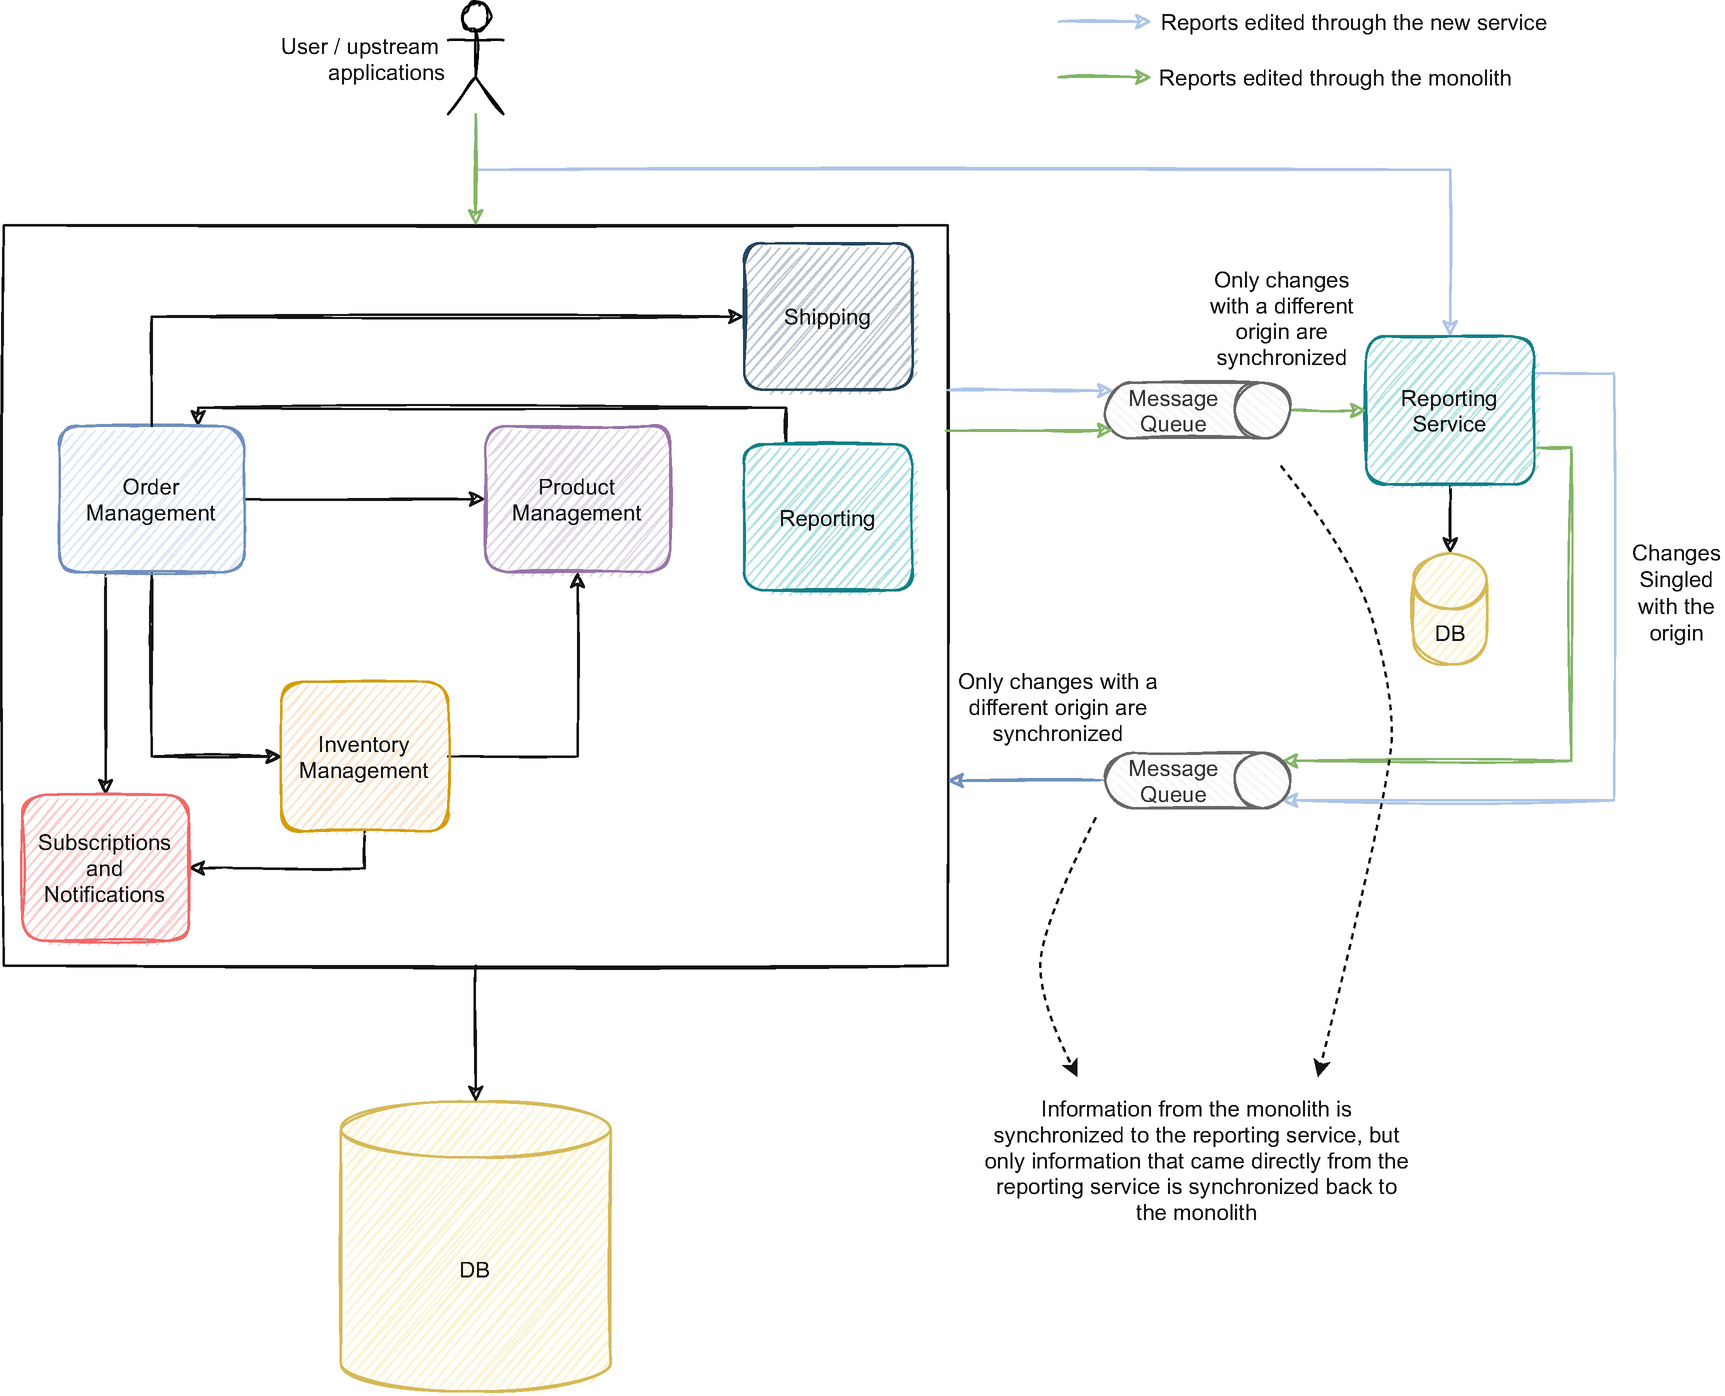 User / upstream
applications
Reports edited through the new service
Reports edited through the monolith
Shipping
Only changes
with a different
origin are
synchronized
Message
Queue
Reporting
Service
Order
Management
Product
Management
Reporting
Changes
Singled
with the
origin
DB
Only changes with a
different origin are
synchronized
Inventory
Management
Message
Queue
Subscriptions
and
Notifications
Information from the monolith is
synchronized to the reporting service, but
only information that came directly from the
reporting service is synchronized back to
the monolith
DB